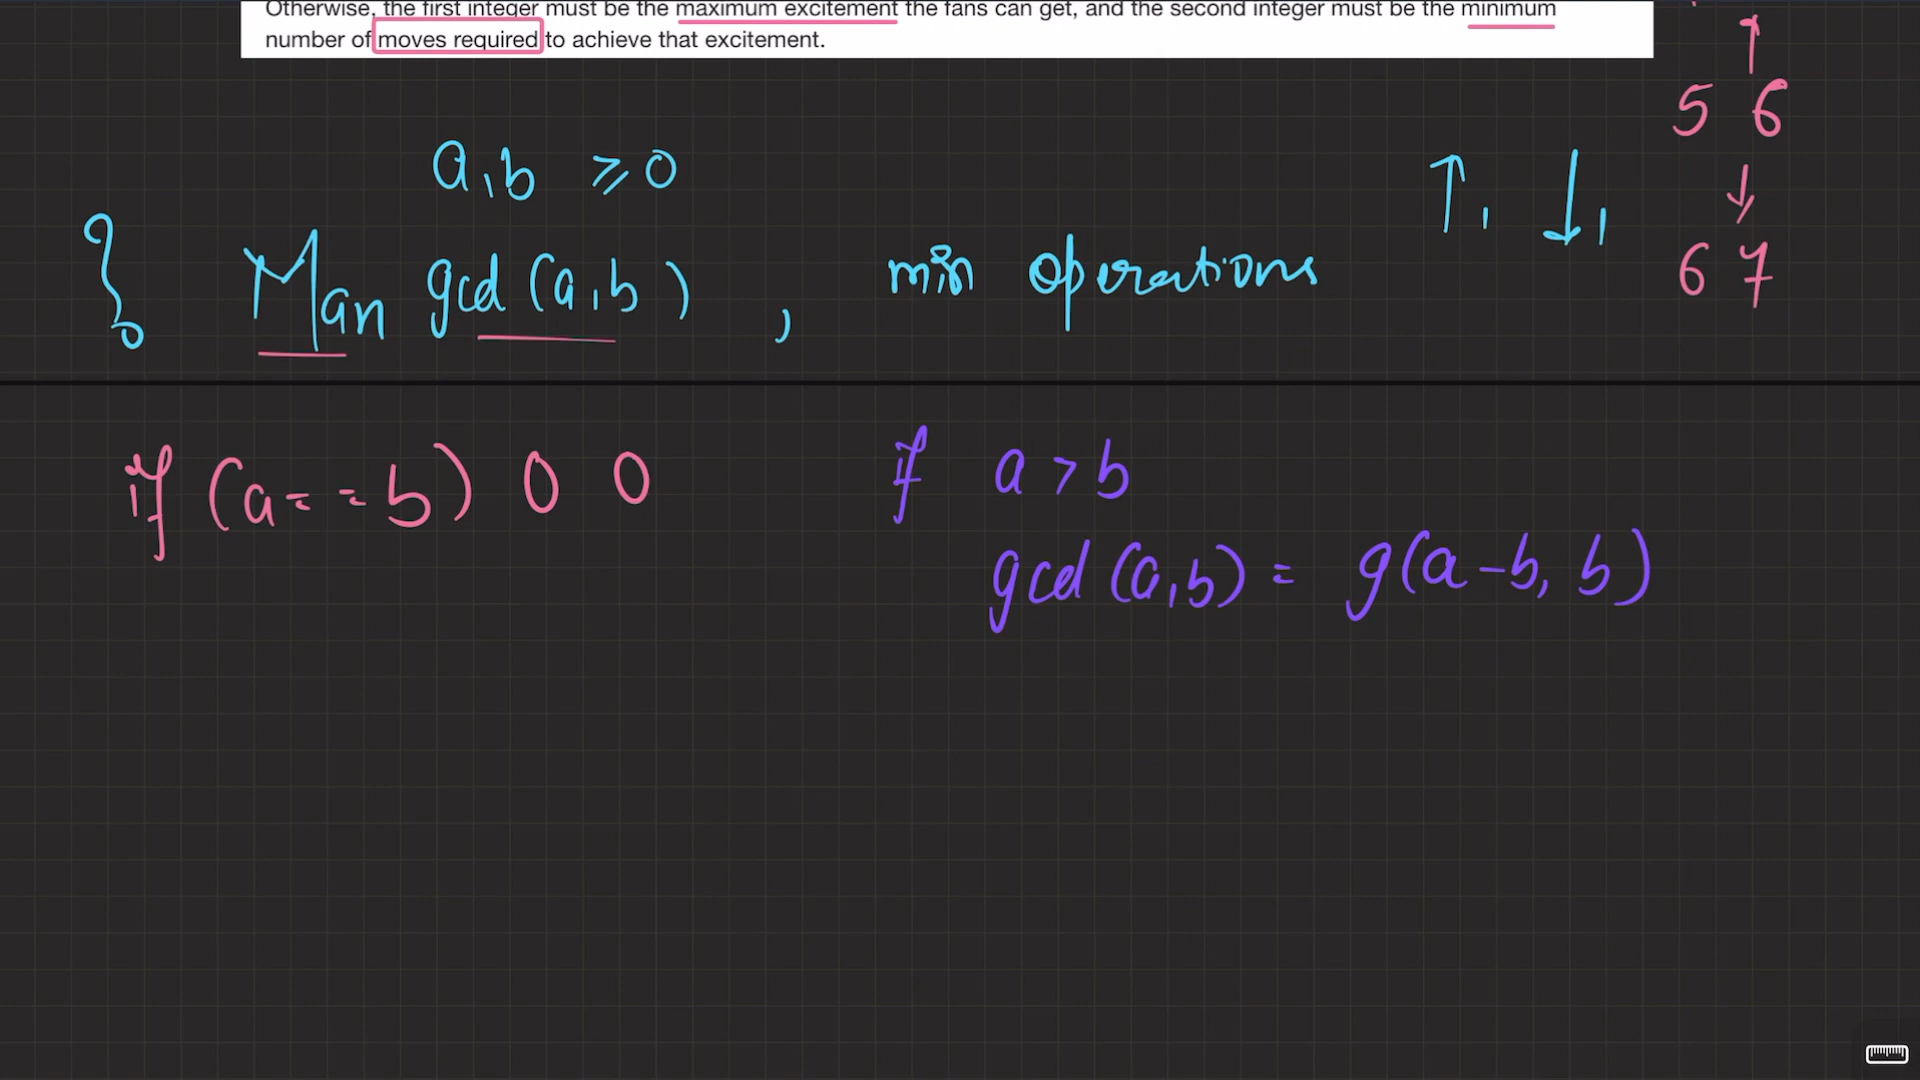 Otherwise, the first integer must be the maximum excitement the fans can get, and the second integer must be the minimum
number of moves required to achieve that excitement.
5 6
a,b ≥ 0
↑1 ↓1
Max gcd (a,b), min operations
6 7
if (a==b) 0 0
if a > b
gcd (a,b) = g(a-b, b)